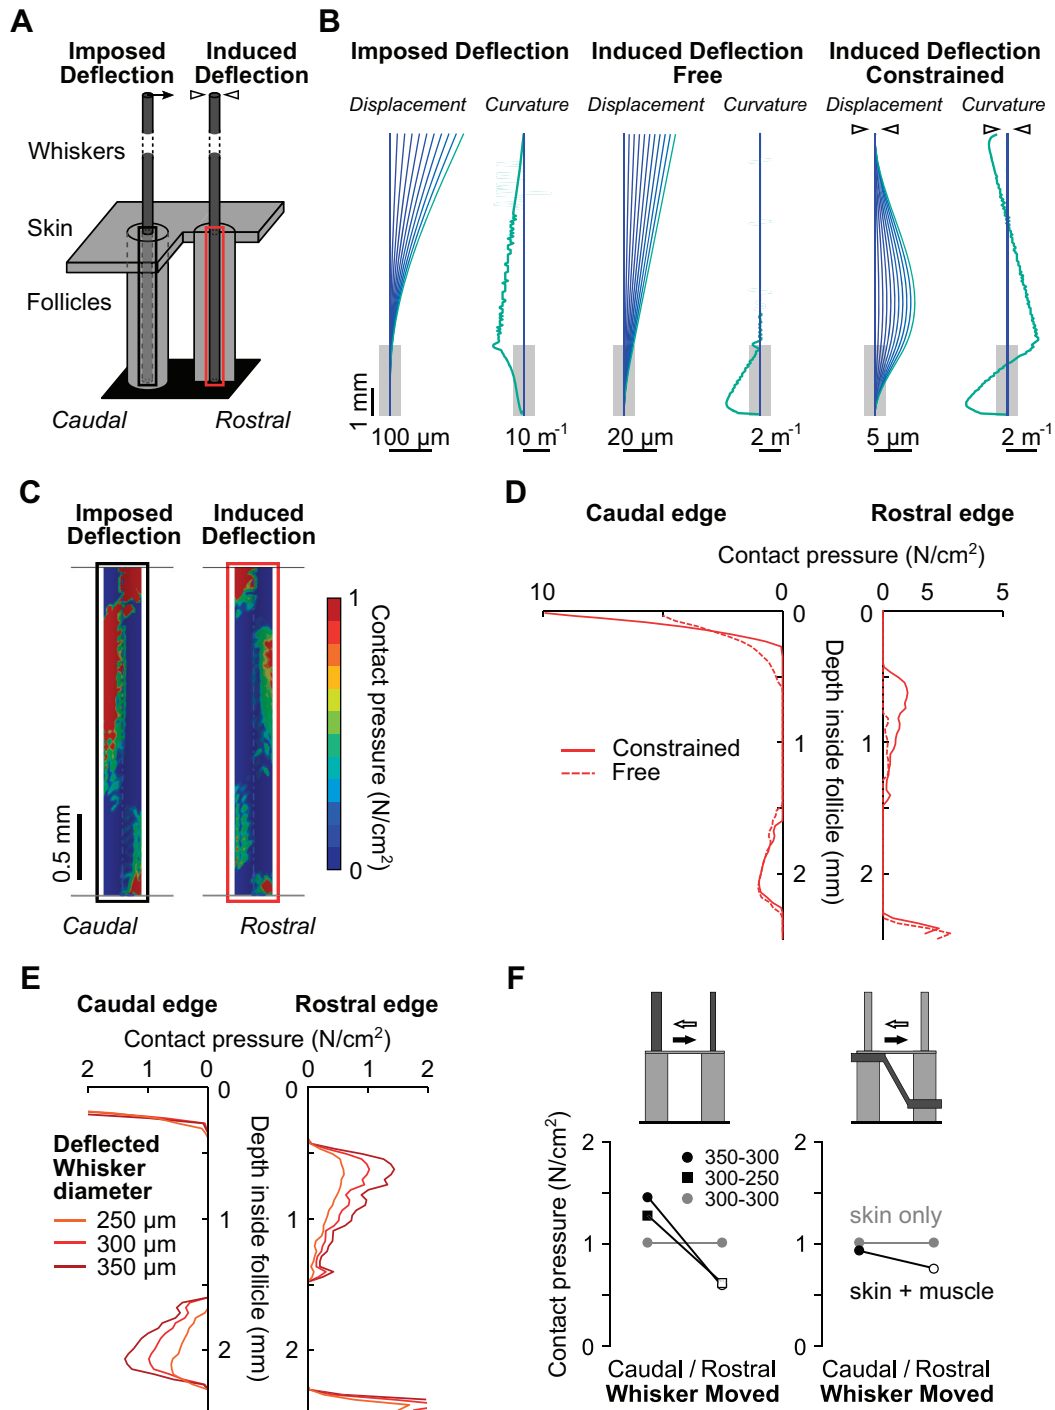 A
Imposed Deflection
Induced Deflection
Whiskers
Skin
Follicles
Caudal
Rostral
B
Imposed Deflection
Induced Deflection Free
Induced Deflection Constrained
Displacement
Curvature
Displacement
Curvature
Displacement
Curvature
1 mm
100 µm
10 m-1
20 µm
2 m-1
5 µm
2 m-1
C
Imposed Deflection
Induced Deflection
0.5 mm
1
0
Contact pressure (N/cm2)
Caudal
Rostral
D
Caudal edge
Rostral edge
Contact pressure (N/cm2)
10
5
0
0
5
5
0
1
2
0
1
2
Depth inside follicle (mm)
Constrained
Free
E
Caudal edge
Rostral edge
Contact pressure (N/cm2)
2
1
0
0
1
2
0
1
2
0
1
2
Depth inside follicle (mm)
Deflected
Whisker
diameter
250 µm
300 µm
350 µm
F
Contact pressure (N/cm2)
2
1
0
350-300
300-250
300-300
Caudal / Rostral
Whisker Moved
2
1
0
skin only
skin + muscle
Caudal / Rostral
Whisker Moved